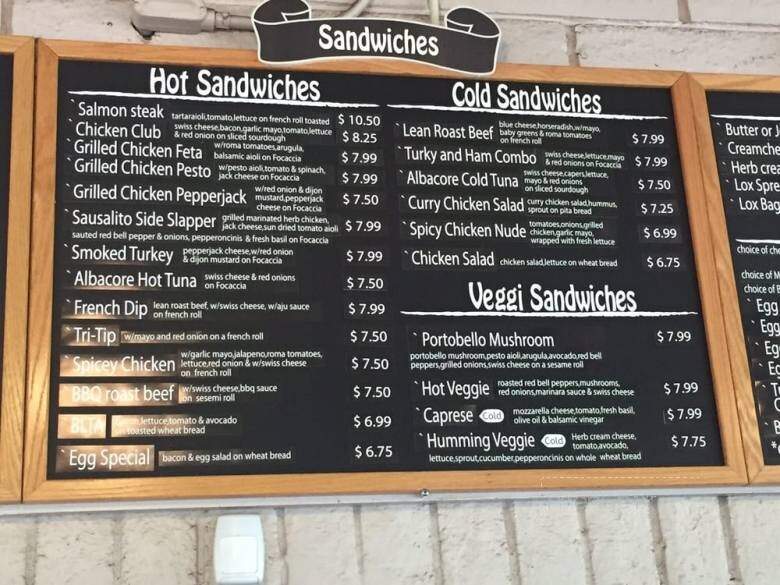 Sandwiches
Hot Sandwiches
` Salmon steak tartaraioli,tomato,lettuce on french roll toasted $ 10.50
` Chicken Club swiss cheese,bacon,garlic mayo,tomato,lettuce
& red onion on sliced sourdough $ 8.25
` Grilled Chicken Feta w/roma tomatoes,arugula,
balsamic aioli on Focaccia $ 7.99
` Grilled Chicken Pesto w/pesto aioli,tomato & spinach,
jack cheese on Focaccia $ 7.99
` Grilled Chicken Pepperjack w/red onion & dijon
mustard,pepperjack
cheese on Focaccia $ 7.50
` Sausalito Side Slapper grilled marinated herb chicken,
jack cheese,sun dried tomato aioli $ 7.99
sauted red bell pepper & onions, pepperoncinis & fresh basil on Focaccia
` Smoked Turkey pepperjack cheese,w/red onion
& dijon mustard on Focaccia $ 7.99
` Albacore Hot Tuna swiss cheese & red onions
on Focaccia $ 7.50
` French Dip lean roast beef, w/swiss cheese, w/aju sauce
on french roll $ 7.99
` Tri-Tip w/mayo and red onion on a french roll $ 7.50
` Spicey Chicken w/garlic mayo,jalapeno,roma tomatoes,
lettuce,red onion & w/swiss cheese
on french roll $ 7.50
BBQ roast beef w/swiss cheese,bbq sauce
on sesemi roll $ 7.50
BLTA lettuce,tomato & avocado
on toasted wheat bread $ 6.99
` Egg Special bacon & egg salad on wheat bread $ 6.75
Cold Sandwiches
` Lean Roast Beef blue cheese,horseradish,w/mayo,
baby greens & roma tomatoes
on french roll $ 7.99
` Turky and Ham Combo swiss cheese,lettuce,mayo
& red onions on Focaccia $ 7.99
` Albacore Cold Tuna swiss cheese,capers,lettuce,
mayo & red onions
on sliced sourdough $ 7.50
` Curry Chicken Salad curry chicken salad,hummus,
sprout on pita bread $ 7.25
` Spicy Chicken Nude tomatoes,onions,grilled
chicken,garlic mayo,
wrapped with fresh lettuce $ 6.99
` Chicken Salad chicken salad,lettuce on wheat bread $ 6.75
Veggi Sandwiches
` Portobello Mushroom $ 7.99
portobello mushroom,pesto aioli,arugula,avocado,red bell
peppers,grilled onions,swiss cheese on a sesame roll
` Hot Veggie roasted red bell peppers,mushrooms,
red onions,marinara sauce & swiss cheese $ 7.99
` Caprese Cold mozzarella cheese,tomato,fresh basil,
olive oil & balsamic vinegar $ 7.99
` Humming Veggie Cold Herb cream cheese,
tomato,avocado, $ 7.75
lettuce,sprout,cucumber,pepperoncinis on whole wheat bread
` Butter or
` Creamche
` Herb crea
` Lox Spre
` Lox Bag
choice of
choice of
choice of
` Egg
` Egg